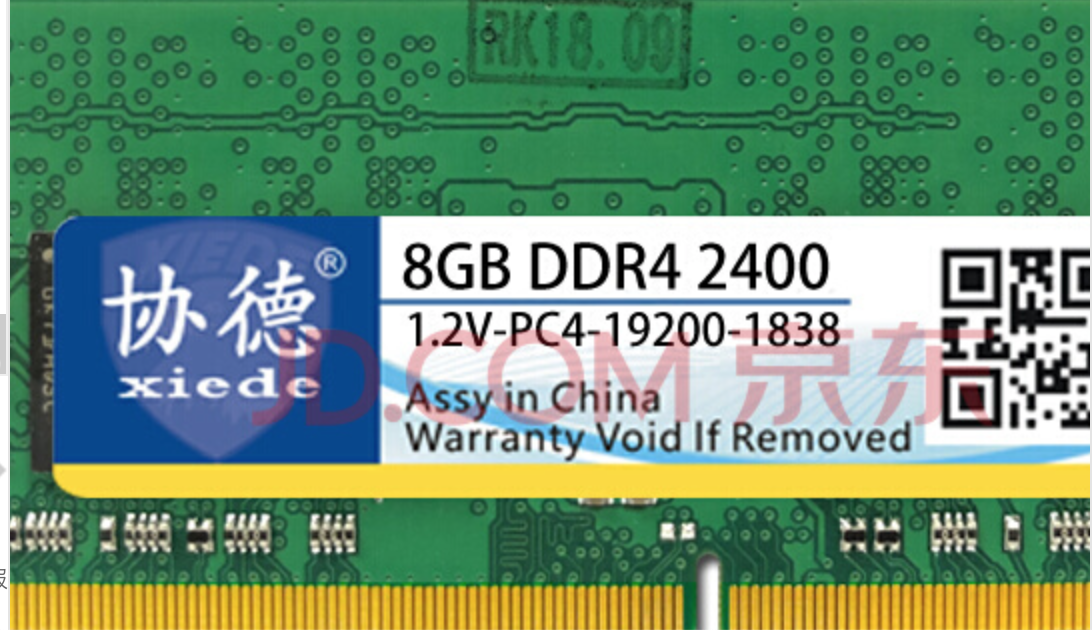 RK18. 09
XIEDE
协德®
xiede
8GB DDR4 2400
1.2V-PC4-19200-1838
JD.COM 京东
Assy in China
Warranty Void If Removed